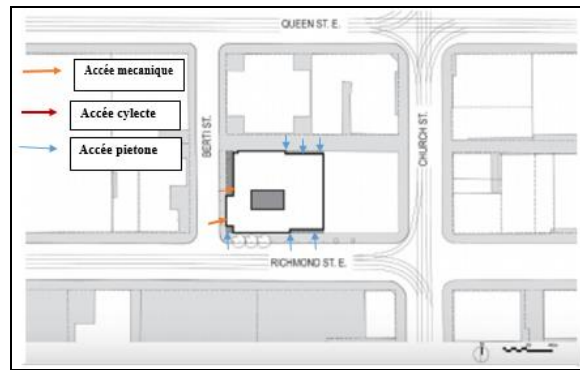 QUEEN ST. E.
Accée mecanique
Accée cylecte
Accée pietone
BERTI ST.
CHURCH ST.
RICHMOND ST. E.